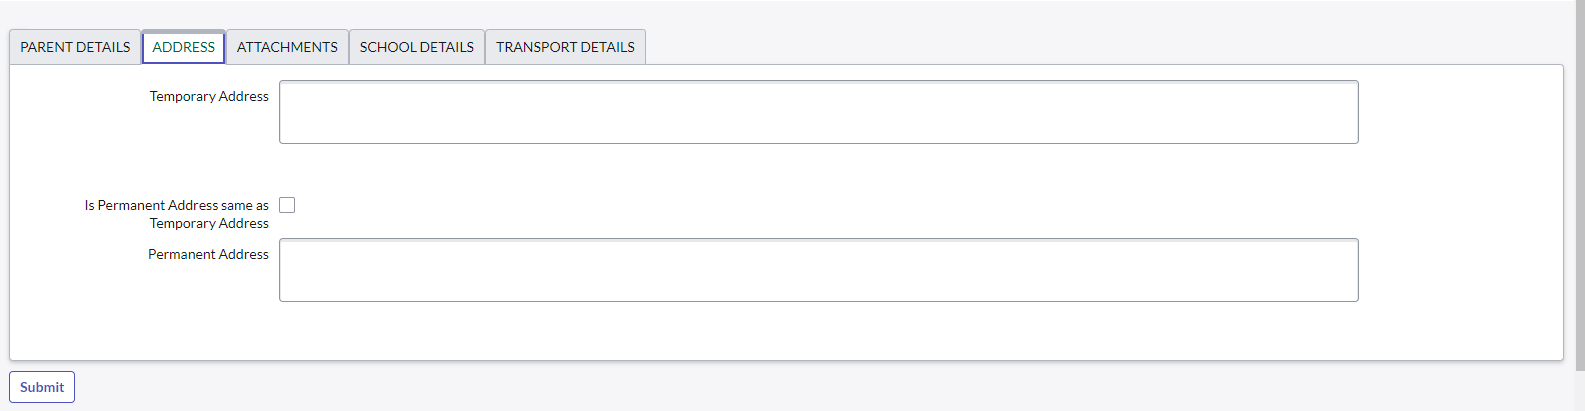 PARENT DETAILS ADDRESS ATTACHMENTS SCHOOL DETAILS TRANSPORT DETAILS
Temporary Address
Is Permanent Address same as
Temporary Address
Permanent Address
Submit